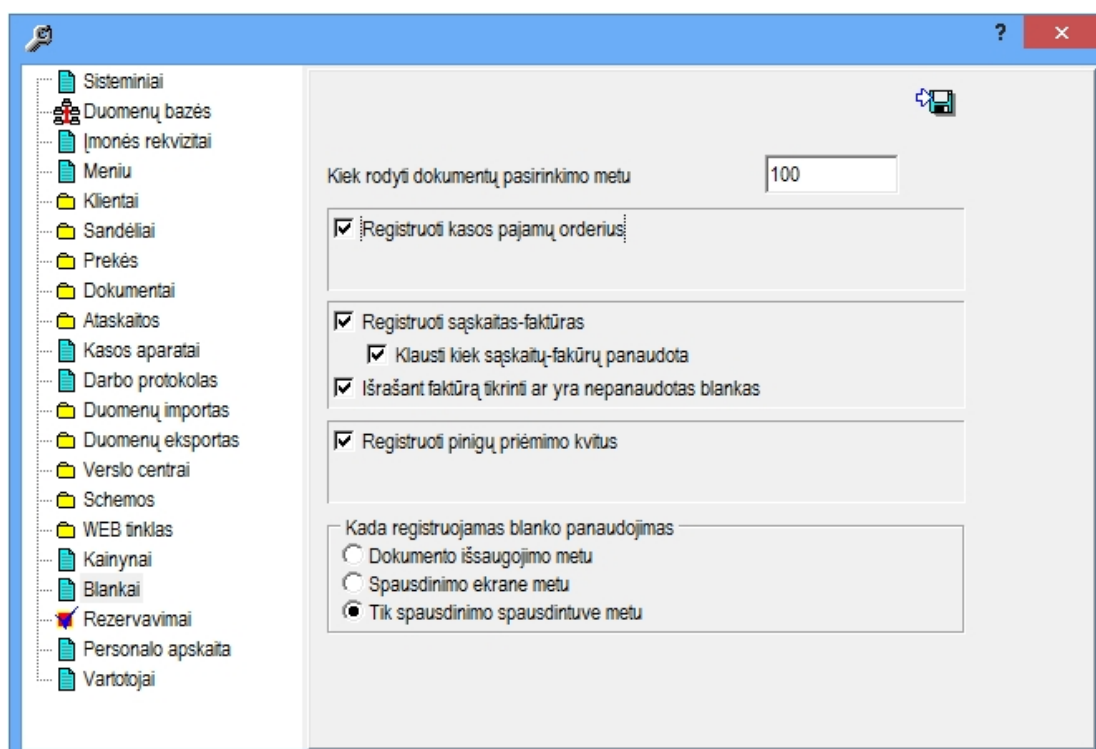 ?
Sisteminiai
Duomenų bazės
Įmonės rekvizitai
Meniu
Klientai
Sandėliai
Prekės
Dokumentai
Ataskaitos
Kasos aparatai
Darbo protokolas
Duomenų importas
Duomenų eksportas
Verslo centrai
Schemos
WEB tinklas
Kainynai
Blankai
Rezervavimai
Personalo apskaita
Vartotojai
Kiek rodyti dokumentų pasirinkimo metu 100
Registruoti kasos pajamų orderius
Registruoti sąskaitas-faktūras
Klausti kiek sąskaitų-fakūrų panaudota
Išrašant faktūrą tikrinti ar yra nepanaudotas blankas
Registruoti pinigų priėmimo kvitus
Kada registruojamas blanko panaudojimas
Dokumento išsaugojimo metu
Spausdinimo ekrane metu
Tik spausdinimo spausdintuve metu